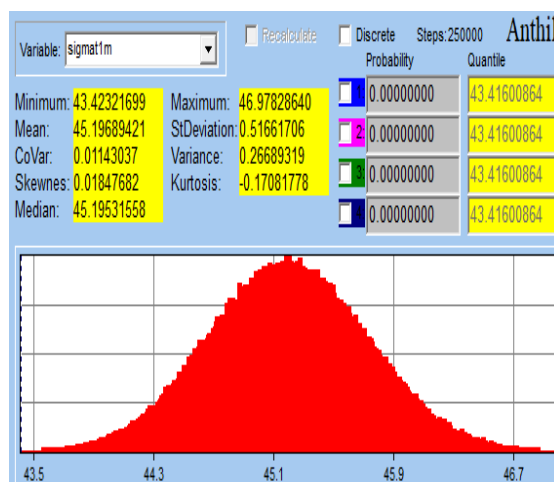 Variable: sigmat1m
Recalculate
Discrete Steps:250000 Anthil
Probability Quantile
Minimum: 43.42321699 Maximum: 46.97828640
Mean: 45.19689421 StDeviation: 0.51661706
CoVar: 0.01143037 Variance: 0.26689319
Skewnes: 0.01847682 Kurtosis: -0.17081778
Median: 45.19531558
1: 0.00000000 43.41600864
2: 0.00000000 43.41600864
3: 0.00000000 43.41600864
0.00000000 43.41600864
43.5 44.3 45.1 45.9 46.7